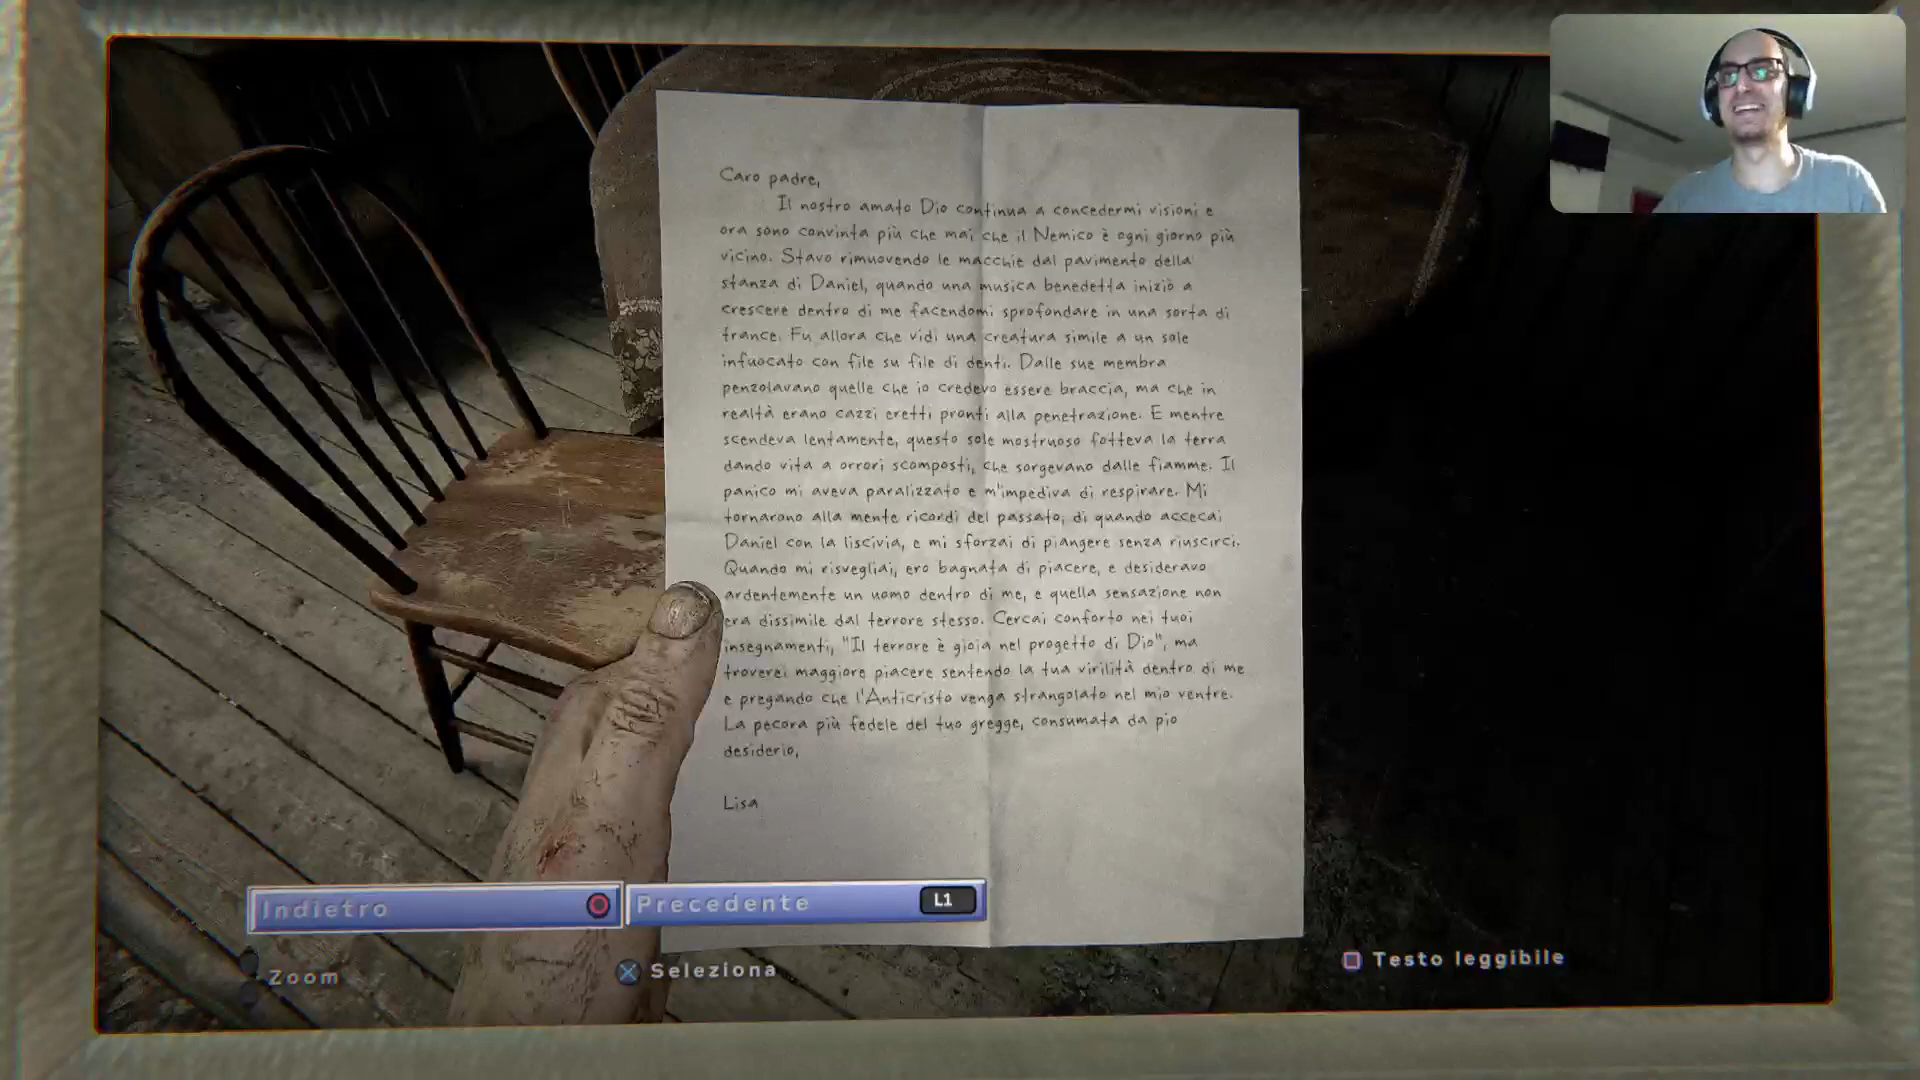 Caro padre,
Il nostro amato Dio continua a concedermi visioni e
ora sono convinta più che mai che il Nemico è ogni giorno più
vicino. Stavo rimuovendo le macchie dal pavimento della
stanza di Daniel, quando una musica benedetta iniziò a
crescere dentro di me facendomi sprofondare in una sorta di
trance. Fu allora che vidi una creatura simile a un sole
infuocato con file su file di denti. Dalle sue membra
penzolavano quelle che io credevo essere braccia, ma che in
realtà erano cazzi eretti pronti alla penetrazione. E mentre
scendeva lentamente, questo sole mostruoso fotteva la terra
dando vita a orrori scomposti, che sorgevano dalle fiamme. Il
panico mi aveva paralizzato e m'impediva di respirare. Mi
tornarono alla mente ricordi del passato, di quando accecai
Daniel con la liscivia, e mi sforzai di piangere senza riuscirci.
Quando mi risvegliai, ero bagnata di piacere, e desideravo
ardentemente un uomo dentro di me, e quella sensazione non
era dissimile dal terrore stesso. Cercai conforto nei tuoi
insegnamenti, "Il terrore è gioia nel progetto di Dio", ma
troverei maggiore piacere sentendo la tua virilità dentro di me
e pregando che l'Anticristo venga strangolato nel mio ventre.
La pecora più fedele del tuo gregge, consumata da pio
desiderio,
Lisa
Indietro
Precedente L1
Zoom
Seleziona
Testo leggibile